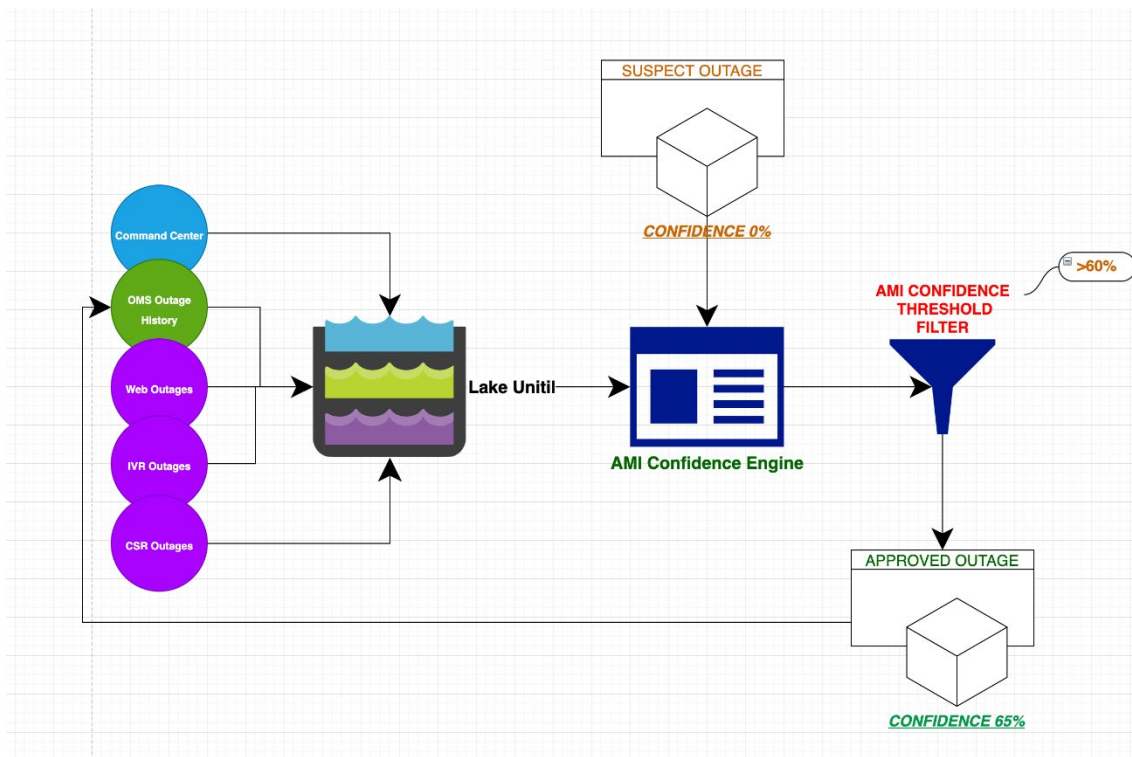 SUSPECT OUTAGE
CONFIDENCE 0%
Command Center
OMS Outage
History
Web Outages
IVR Outages
CSR Outages
Lake Unitil
AMI Confidence Engine
AMI CONFIDENCE
THRESHOLD
FILTER
>60%
APPROVED OUTAGE
CONFIDENCE 65%